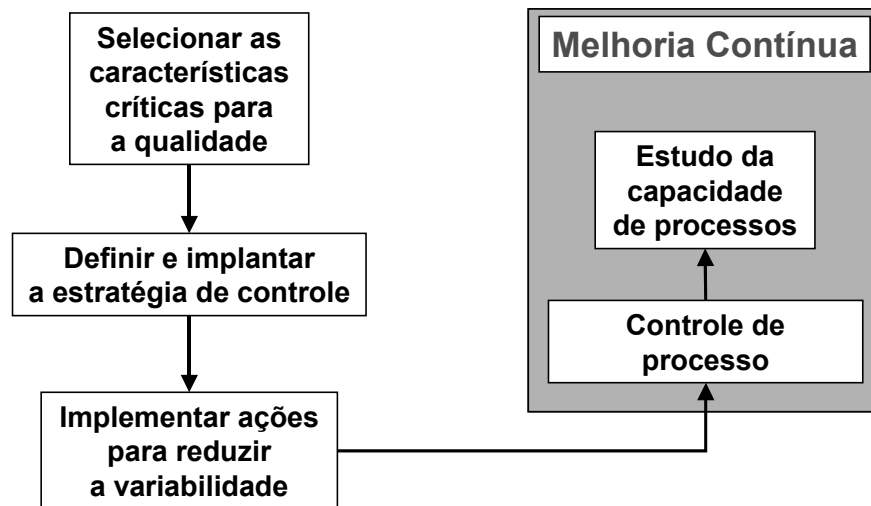 Selecionar as
características
críticas para
a qualidade
Definir e implantar
a estratégia de controle
Implementar ações
para reduzir
a variabilidade
Melhoria Contínua
Estudo da
capacidade
de processos
Controle de
processo